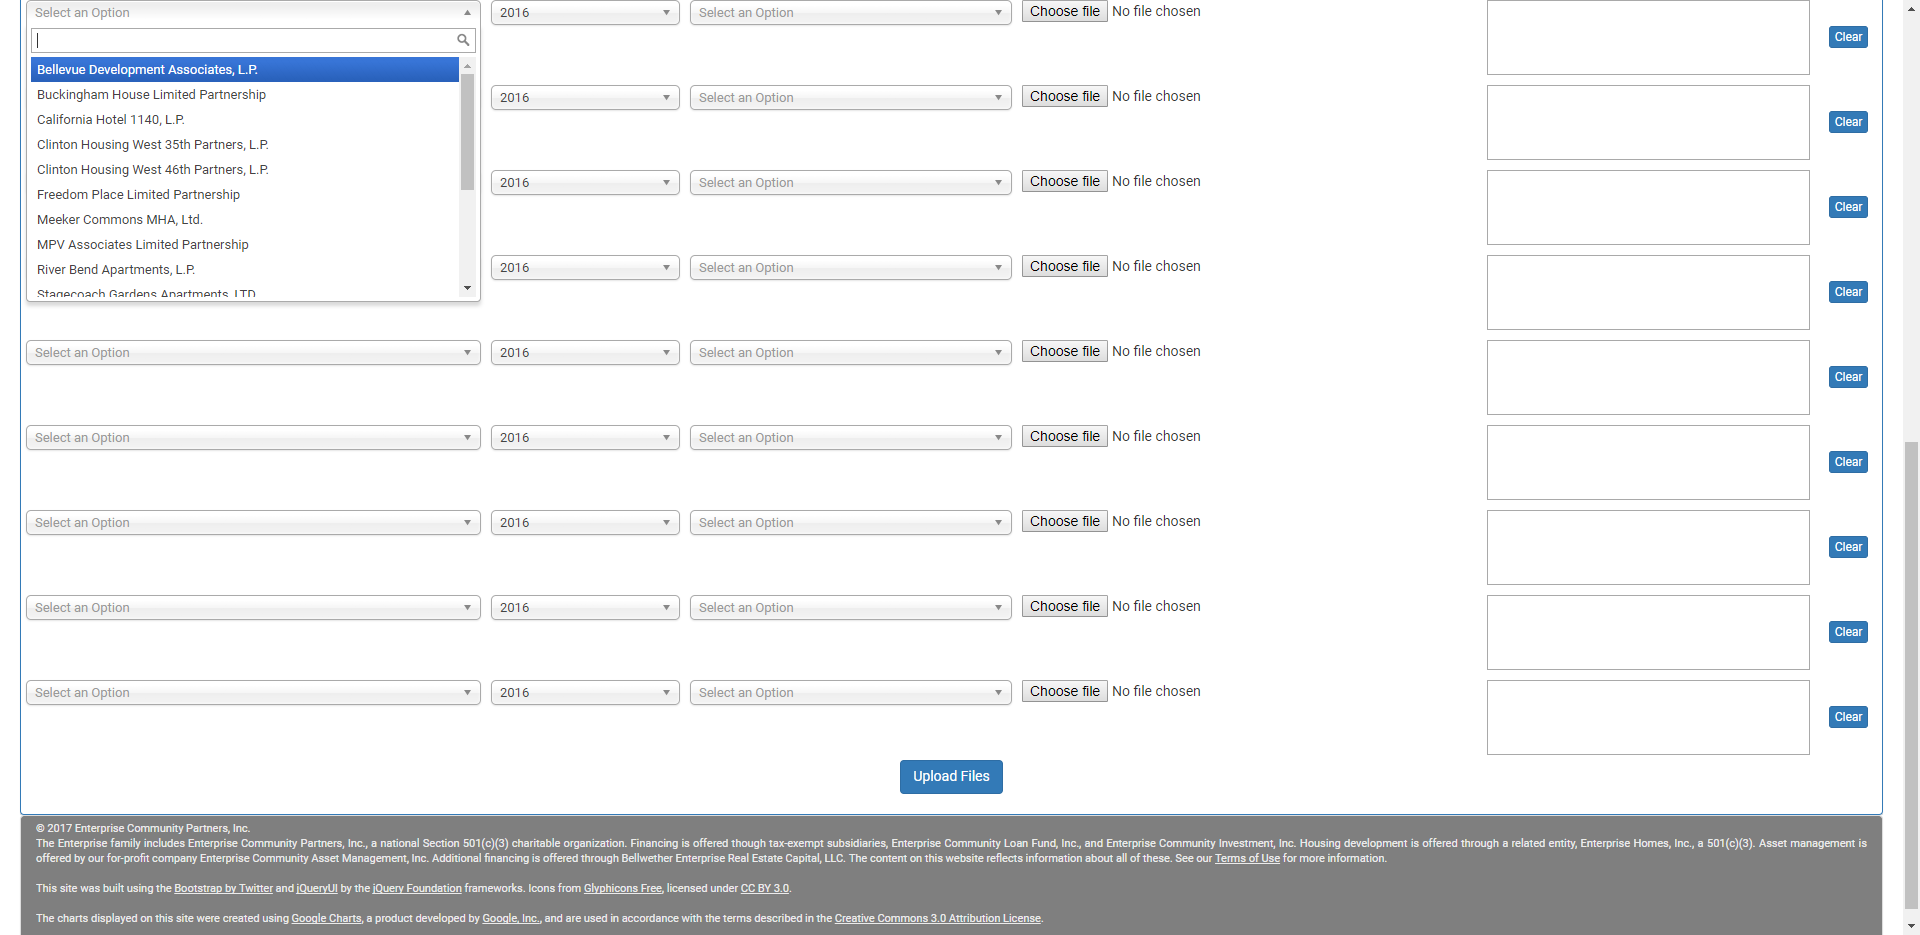 Select an Option 2016 Select an Option Choose file No file chosen
Clear
Bellevue Development Associates, L.P.
Buckingham House Limited Partnership 2016 Select an Option Choose file No file chosen
California Hotel 1140, L.P. Clear
Clinton Housing West 35th Partners, L.P.
Clinton Housing West 46th Partners, L.P.
2016 Select an Option Choose file No file chosen
Freedom Place Limited Partnership
Clear
Meeker Commons MHA, Ltd.
MPV Associates Limited Partnership
River Bend Apartments, L.P. 2016 Select an Option Choose file No file chosen
Stagecoach Gardens Apartments, LTD Clear
Select an Option 2016 Select an Option Choose file No file chosen
Clear
Select an Option 2016 Select an Option Choose file No file chosen
Clear
Select an Option 2016 Select an Option Choose file No file chosen
Clear
Select an Option 2016 Select an Option Choose file No file chosen
Clear
Select an Option 2016 Select an Option Choose file No file chosen
Clear
Upload Files
© 2017 Enterprise Community Partners, Inc.
The Enterprise family includes Enterprise Community Partners, Inc., a national Section 501(c)(3) charitable organization. Financing is offered though tax-exempt subsidiaries, Enterprise Community Loan Fund, Inc., and Enterprise Community Investment, Inc. Housing development is offered through a related entity, Enterprise Homes, Inc., a 501(c)(3). Asset management is
offered by our for-profit company Enterprise Community Asset Management, Inc. Additional financing is offered through Bellwether Enterprise Real Estate Capital, LLC. The content on this website reflects information about all of these. See our Terms of Use for more information.
This site was built using the Bootstrap by Twitter and jQueryUI by the jQuery Foundation frameworks. Icons from Glyphicons Free, licensed under CC BY 3.0.
The charts displayed on this site were created using Google Charts, a product developed by Google, Inc., and are used in accordance with the terms described in the Creative Commons 3.0 Attribution License.